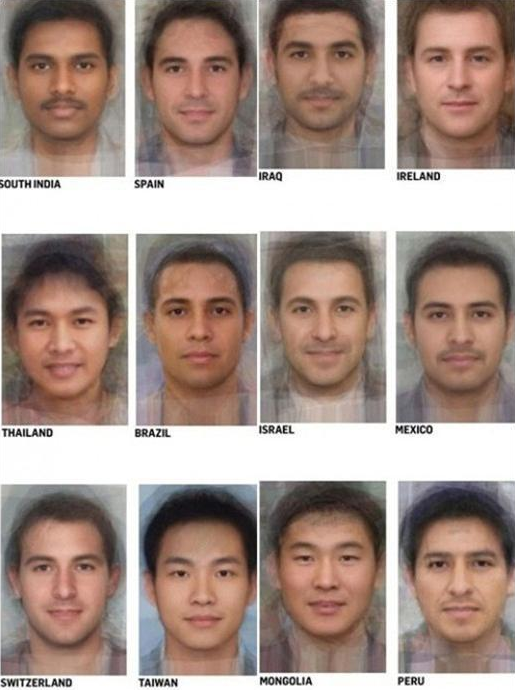 SOUTH INDIA
SPAIN
IRAQ
IRELAND
THAILAND
BRAZIL
ISRAEL
MEXICO
SWITZERLAND
TAIWAN
MONGOLIA
PERU